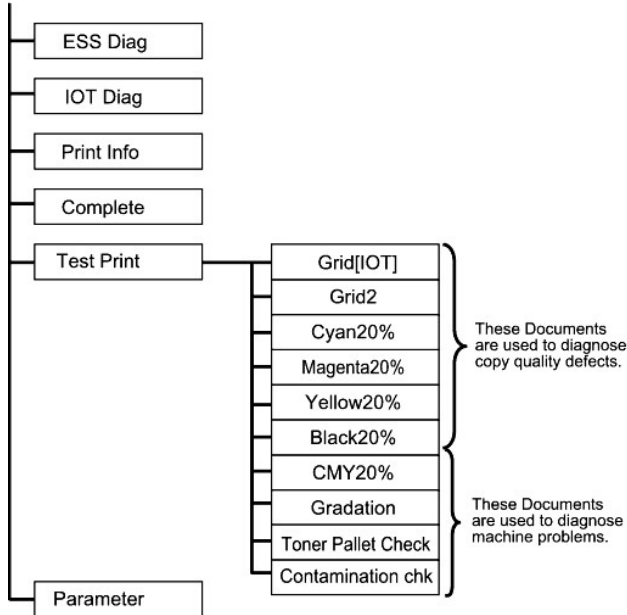 ESS Diag
IOT Diag
Print Info
Complete
Test Print
Grid[IOT]
Grid2
Cyan20%
Magenta20%
Yellow20%
Black20%
CMY20%
Gradation
Toner Pallet Check
Contamination chk
These Documents
are used to diagnose
copy quality defects.
These Documents
are used to diagnose
machine problems.
Parameter